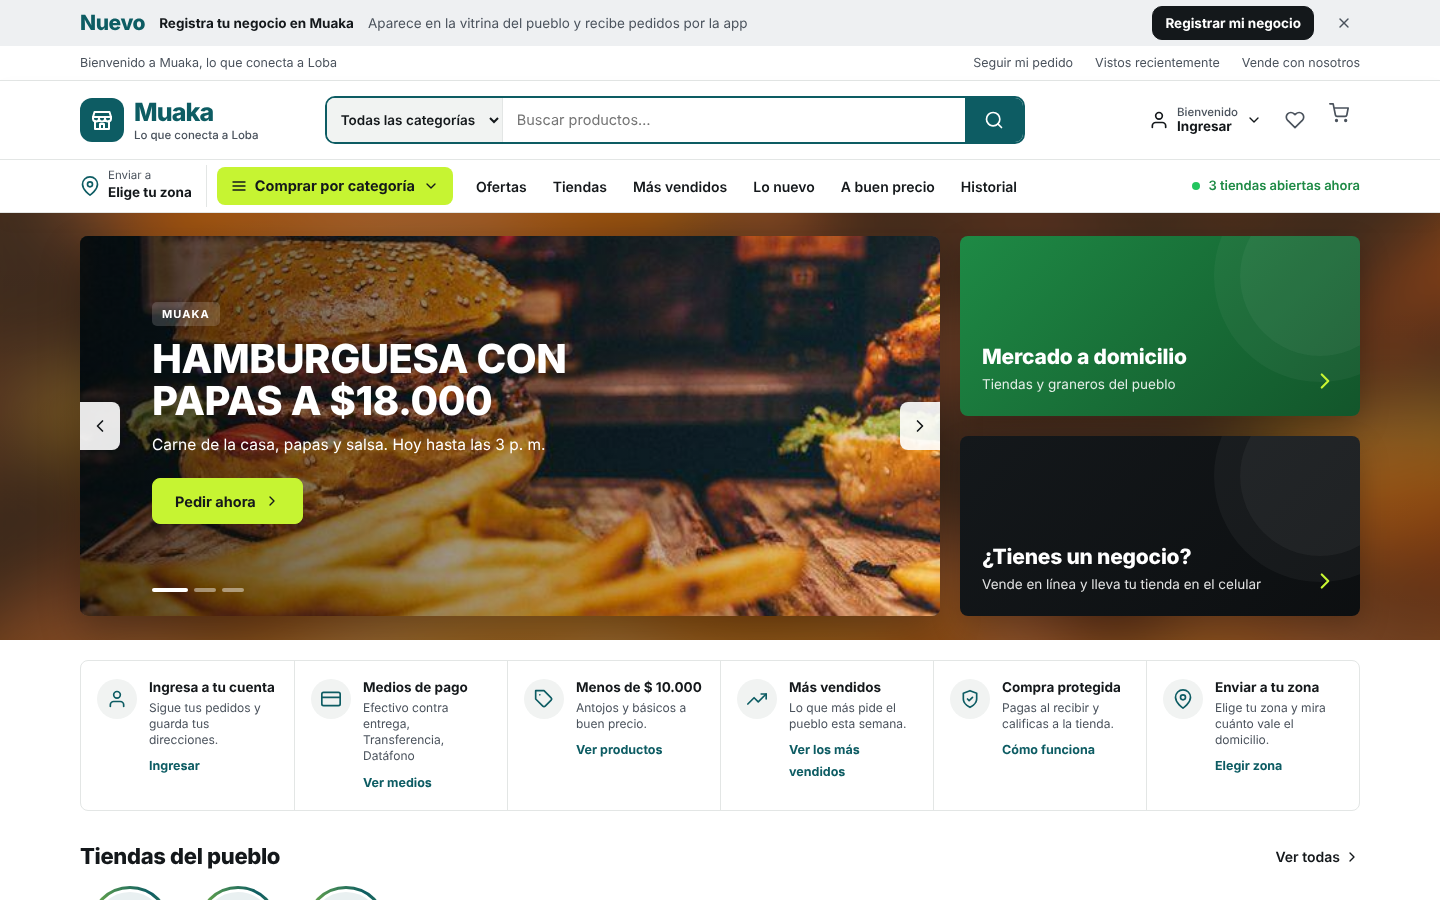 Nuevo Registra tu negocio en Muaka Aparece en la vitrina del pueblo y recibe pedidos por la app Registrar mi negocio
Bienvenido a Muaka, lo que conecta a Loba Seguir mi pedido Vistos recientemente Vende con nosotros
Muaka
Lo que conecta a Loba
Todas las categorías Buscar productos...
Bienvenido
Ingresar
Enviar a
Elige tu zona
Comprar por categoría Ofertas Tiendas Más vendidos Lo nuevo A buen precio Historial 3 tiendas abiertas ahora
MUAKA
HAMBURGUESA CON
PAPAS A $18.000
Carne de la casa, papas y salsa. Hoy hasta las 3 p. m.
Pedir ahora
Mercado a domicilio
Tiendas y graneros del pueblo
¿Tienes un negocio?
Vende en línea y lleva tu tienda en el celular
Ingresa a tu cuenta
Sigue tus pedidos y
guarda tus
direcciones.
Ingresar
Medios de pago
Efectivo contra
entrega,
Transferencia,
Datáfono
Ver medios
Menos de $ 10.000
Antojos y básicos a
buen precio.
Ver productos
Más vendidos
Lo que más pide el
pueblo esta semana.
Ver los más
vendidos
Compra protegida
Pagas al recibir y
calificas a la tienda.
Cómo funciona
Enviar a tu zona
Elige tu zona y mira
cuánto vale el
domicilio.
Elegir zona
Tiendas del pueblo Ver todas